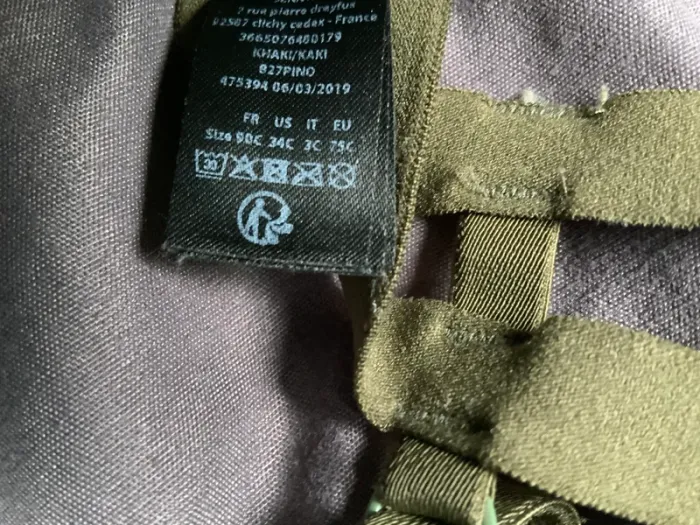 2 rue pierre dreyfus
92587 clichy cedex - France
3665076480179
KHAKI/KAKI
827PINO
475394 06/03/2019
FR US IT EU
Size 90C 34C 3C 75C
30